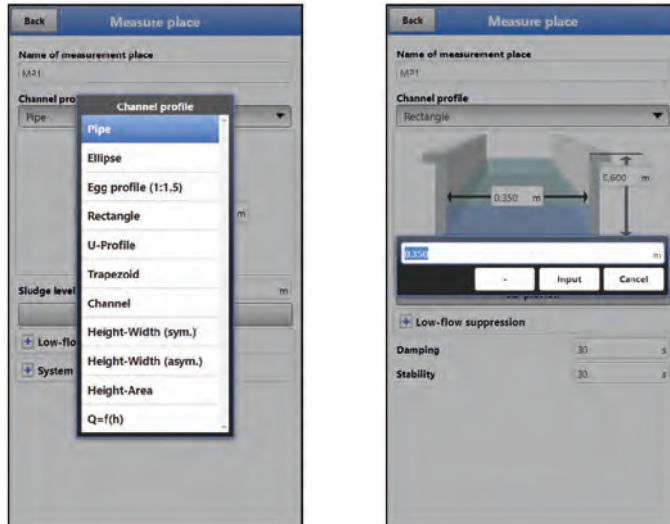 Back
Measure place
Name of measurement place
MP1
Channel pro
Pipe
Channel profile
Pipe
Ellipse
Egg profile (1:1.5)
Rectangle
U-Profile
Trapezoid
Channel
Height-Width (sym.)
Height-Width (asym.)
Height-Area
Q=f(h)
m
Sludge level
m
Low-flo
System
Back
Measure place
Name of measurement place
MP1
Channel profile
Rectangle
0.600 m
0.350 m
0.350 m
- Input Cancel
Low-flow suppression
Damping 30 s
Stability 30 s